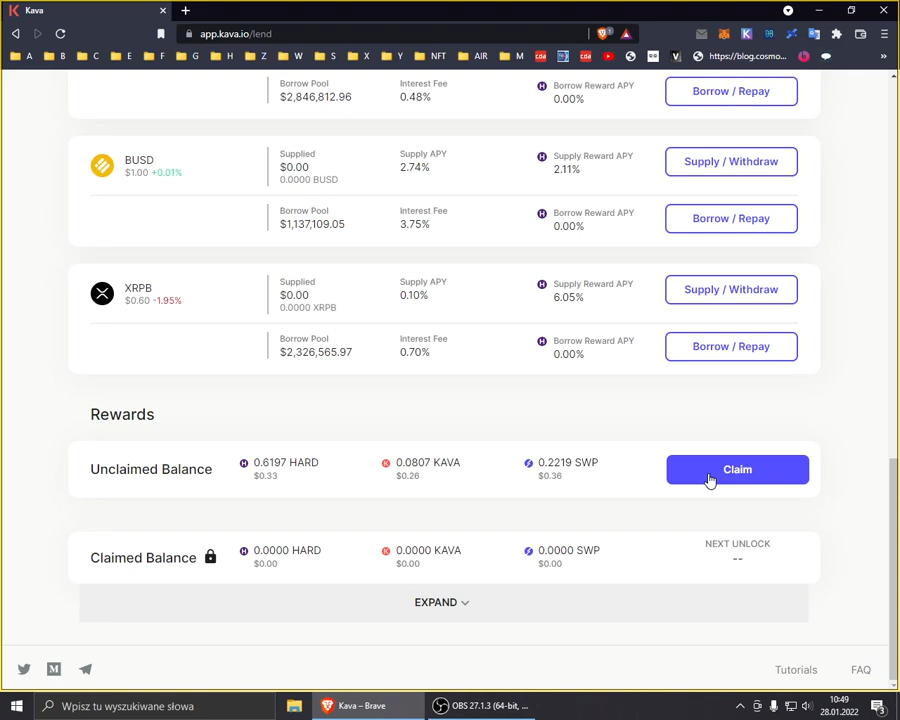 Kava
app.kava.io/lend
A B C E F G H Z W S X Y NFT AIR M https://blog.cosmo...
Borrow Pool Interest Fee Borrow Reward APY
$2,846,812.96 0.48% 0.00% Borrow / Repay
BUSD Supplied Supply APY Supply Reward APY
$1.00 +0.01% $0.00 2.74% 2.11% Supply / Withdraw
0.0000 BUSD
Borrow Pool Interest Fee Borrow Reward APY
$1,137,109.05 3.75% 0.00% Borrow / Repay
XRPB Supplied Supply APY Supply Reward APY
$0.60 -1.95% $0.00 0.10% 6.05% Supply / Withdraw
0.0000 XRPB
Borrow Pool Interest Fee Borrow Reward APY
$2,326,565.97 0.70% 0.00% Borrow / Repay
Rewards
Unclaimed Balance 0.6197 HARD 0.0807 KAVA 0.2219 SWP Claim
$0.33 $0.26 $0.36
Claimed Balance 0.0000 HARD 0.0000 KAVA 0.0000 SWP NEXT UNLOCK
$0.00 $0.00 $0.00 --
EXPAND
Tutorials FAQ
Wpisz tu wyszukiwane słowa Kava – Brave OBS 27.1.3 (64-bit, ... 10:49
28.01.2022